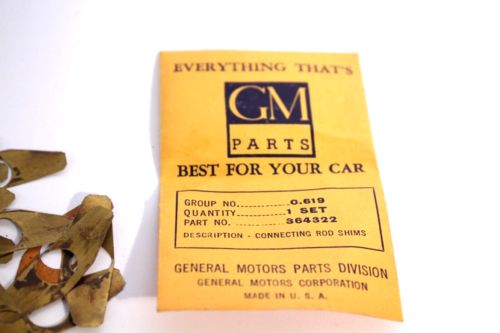 EVERYTHING THAT'S
GM
PARTS
BEST FOR YOUR CAR
GROUP NO............0.619
QUANTITY............1 SET
PART NO. ............364322
DESCRIPTION - CONNECTING ROD SHIMS
GENERAL MOTORS PARTS DIVISION
GENERAL MOTORS CORPORATION
MADE IN U. S. A.